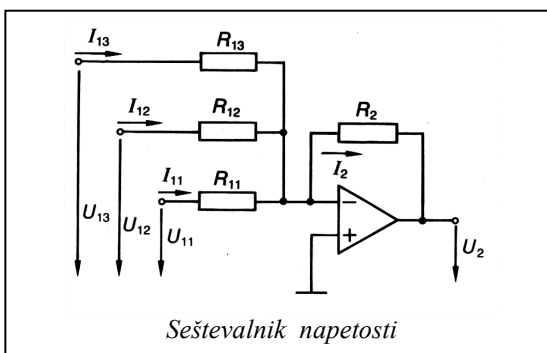 I13 R13
I12 R12
R2
I11 R11 I2
−
+
U13 U12 U11 U2
Seštevalnik napetosti